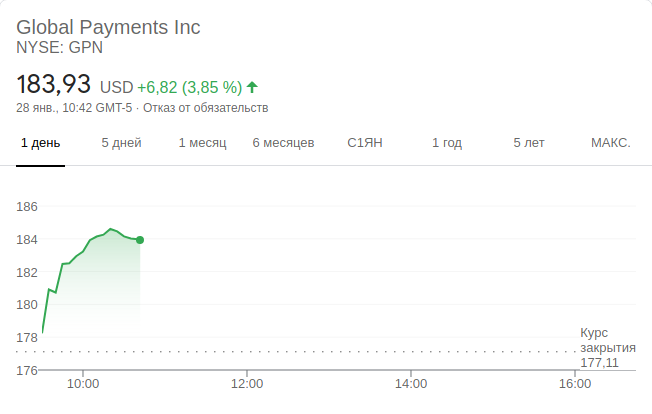 Global Payments Inc
NYSE: GPN
183,93 USD +6,82 (3,85 %)
28 янв., 10:42 GMT-5 · Отказ от обязательств
1 день 5 дней 1 месяц 6 месяцев С1ЯН 1 год 5 лет МАКС.
186
184
182
180
178
Курс
закрытия
177,11
176
10:00 12:00 14:00 16:00